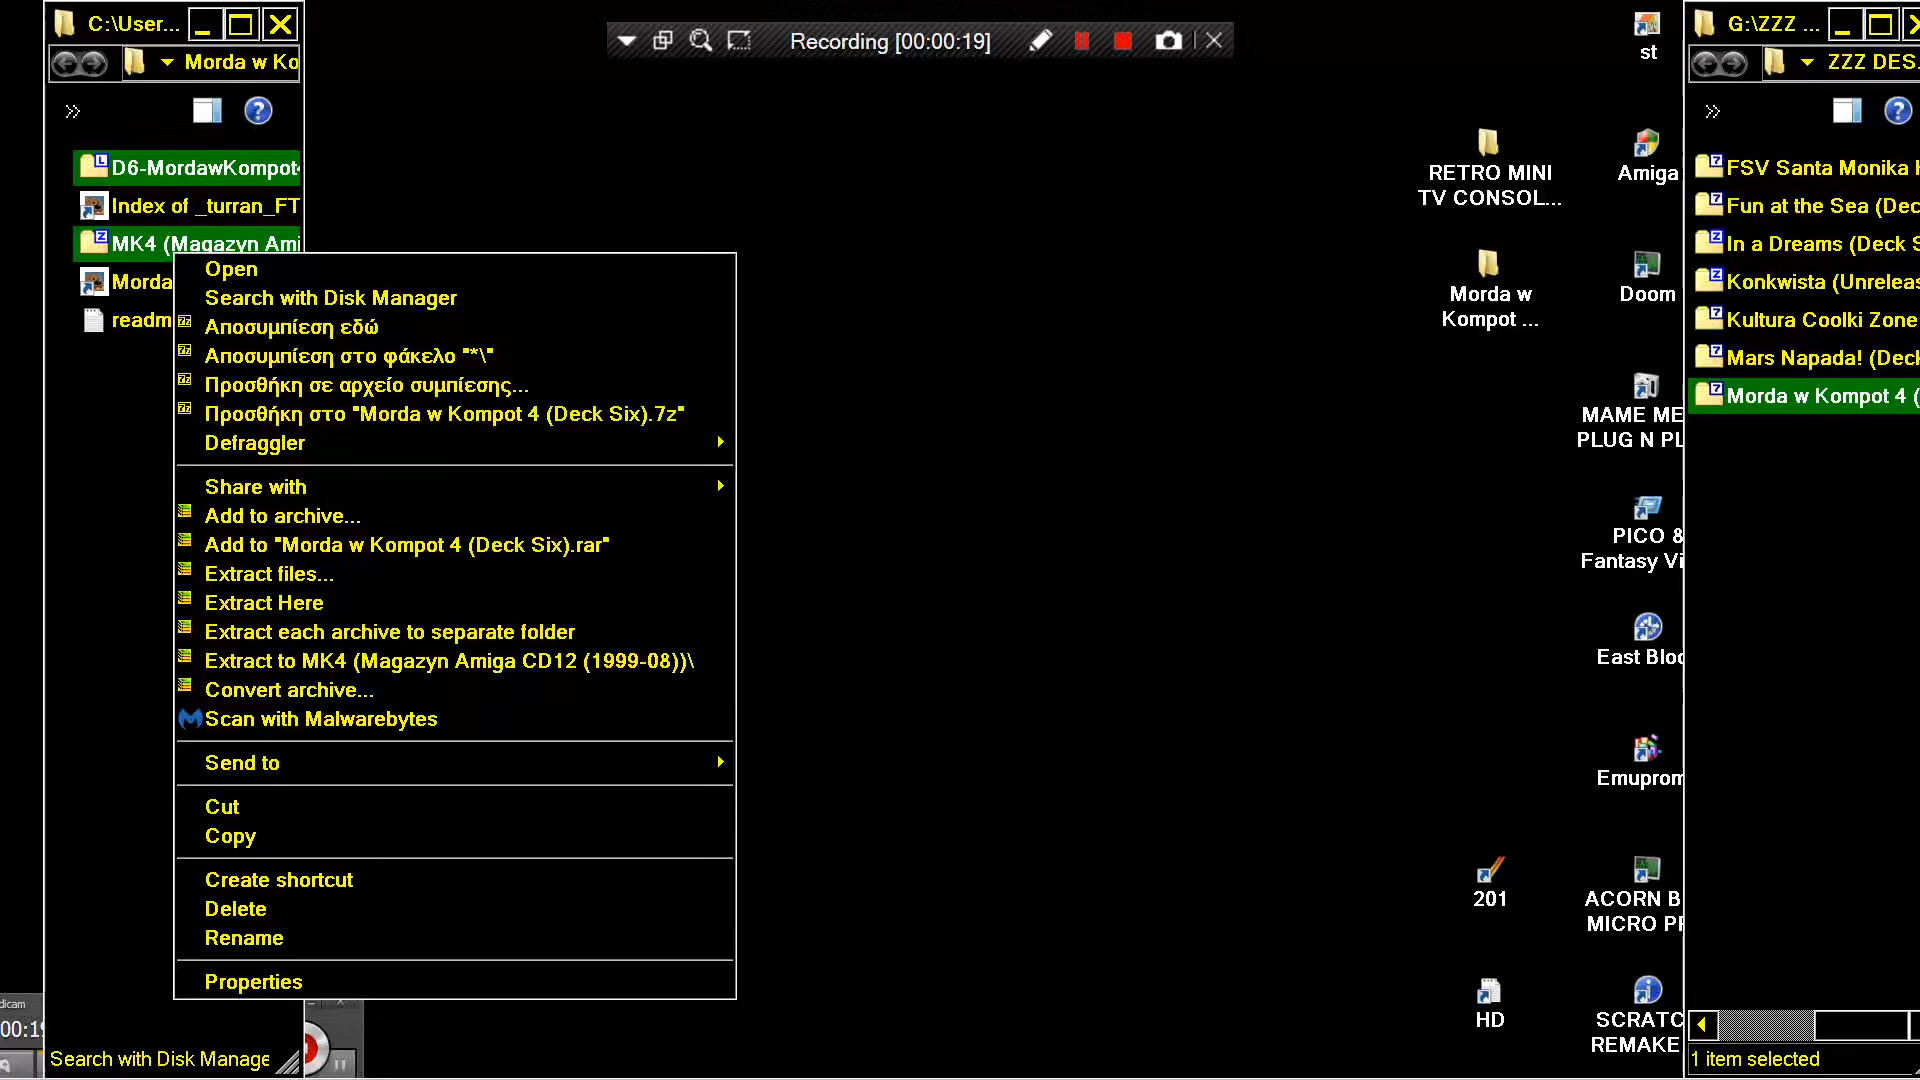 C:\User...
Morda w Ko
»
D6-MordawKompot
Index of _turran_FT
MK4 (Magazyn Ami
Morda
readm
Open
Search with Disk Manager
Αποσυμπίεση εδώ
Αποσυμπίεση στο φάκελο "*\"
Προσθήκη σε αρχείο συμπίεσης...
Προσθήκη στο "Morda w Kompot 4 (Deck Six).7z"
Defraggler
Share with
Add to archive...
Add to "Morda w Kompot 4 (Deck Six).rar"
Extract files...
Extract Here
Extract each archive to separate folder
Extract to MK4 (Magazyn Amiga CD12 (1999-08))\
Convert archive...
Scan with Malwarebytes
Send to
Cut
Copy
Create shortcut
Delete
Rename
Properties
dicam
00:19
Search with Disk Manage
Recording [00:00:19]
st
RETRO MINI
TV CONSOL...
Amiga
Morda w
Kompot ...
Doom
MAME ME
PLUG N PL
PICO 8
Fantasy Vi
East Bloc
Emuprom
201
ACORN B
MICRO PR
HD
SCRATC
REMAKE
G:\ZZZ ...
ZZZ DES.
»
FSV Santa Monika
Fun at the Sea (Dec
In a Dreams (Deck S
Konkwista (Unreleas
Kultura Coolki Zone
Mars Napada! (Deck
Morda w Kompot 4 (
1 item selected